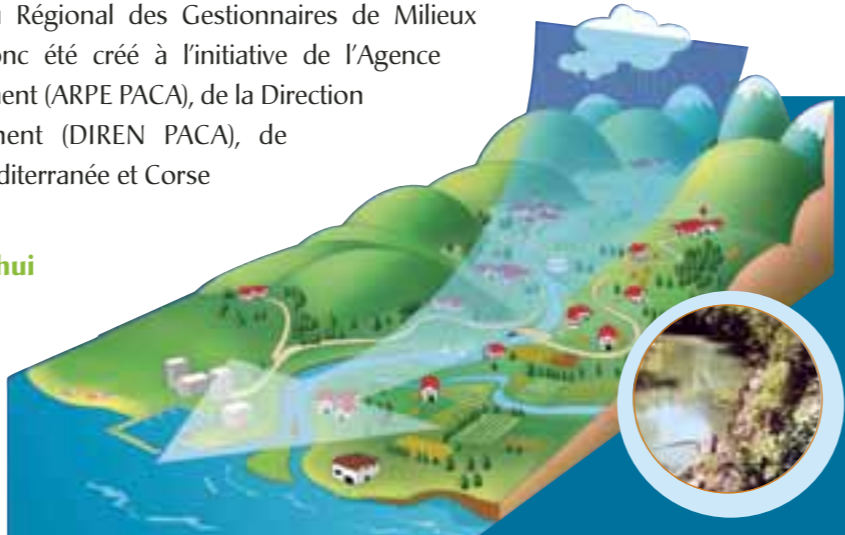 Régional des Gestionnaires de Milieux
onc été créé à l'initiative de l'Agence
ment (ARPE PACA), de la Direction
ment (DIREN PACA), de
diterranée et Corse
hui